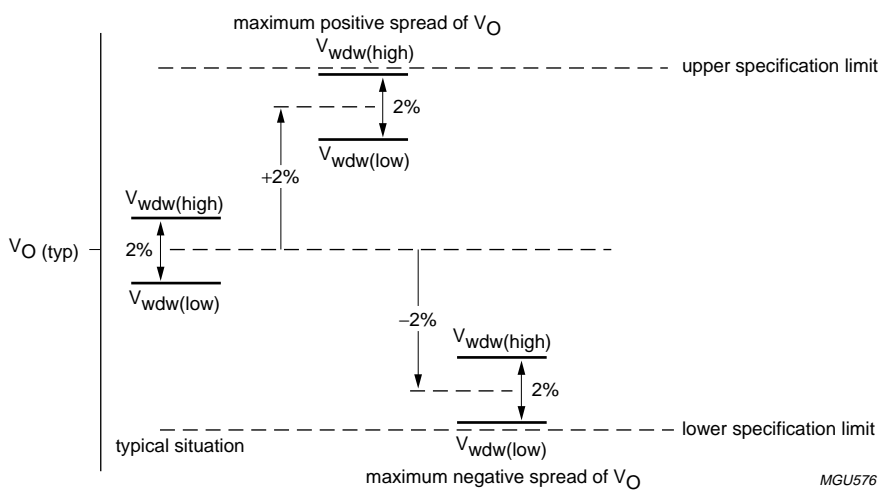 maximum positive spread of VO
Vwdw(high)
upper specification limit
2%
Vwdw(low)
+2%
Vwdw(high)
VO (typ)
2%
Vwdw(low)
−2%
Vwdw(high)
2%
lower specification limit
typical situation
Vwdw(low)
maximum negative spread of VO
MGU576